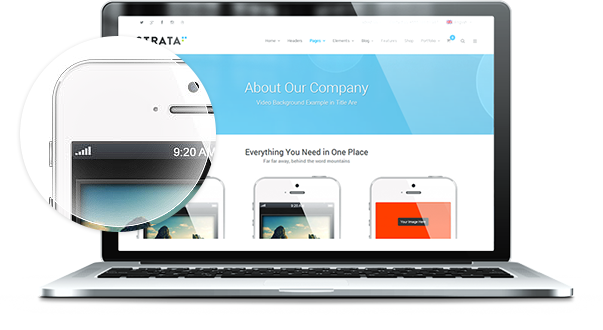 STRATA
Home Headers Pages Elements Blog Features Shop Portfolio
About Our Company
Video Background Example in Title Are
Everything You Need in One Place
Far far away, behind the word mountains
9:20 AM
Your Image Here